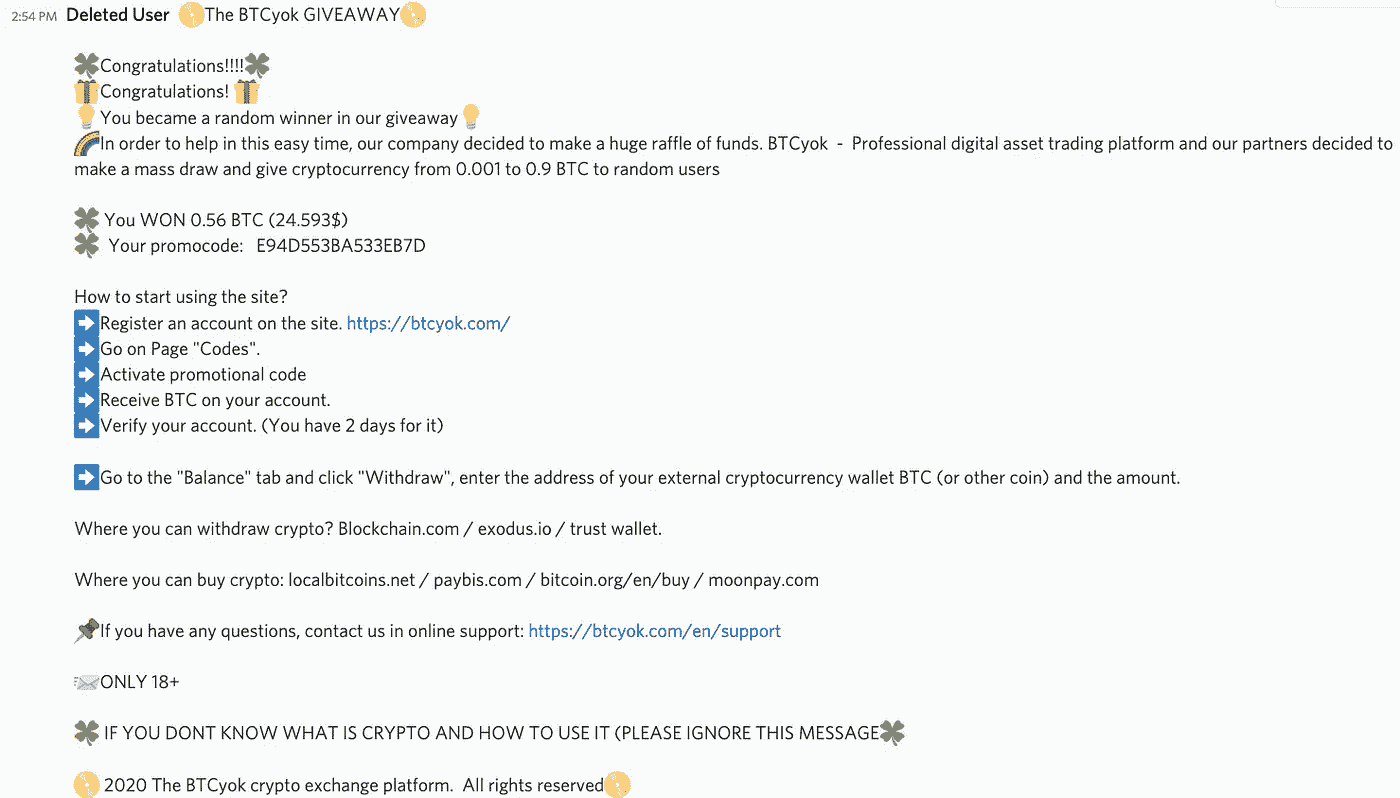 2:54 PM Deleted User The BTCyok GIVEAWAY
Congratulations!!!!
Congratulations!
You became a random winner in our giveaway
In order to help in this easy time, our company decided to make a huge raffle of funds. BTCyok - Professional digital asset trading platform and our partners decided to
make a mass draw and give cryptocurrency from 0.001 to 0.9 BTC to random users
You WON 0.56 BTC (24.593$)
Your promocode: E94D553BA533EB7D
How to start using the site?
Register an account on the site. https://btcyok.com/
Go on Page "Codes".
Activate promotional code
Receive BTC on your account.
Verify your account. (You have 2 days for it)
Go to the "Balance" tab and click "Withdraw", enter the address of your external cryptocurrency wallet BTC (or other coin) and the amount.
Where you can withdraw crypto? Blockchain.com / exodus.io / trust wallet.
Where you can buy crypto: localbitcoins.net / paybis.com / bitcoin.org/en/buy / moonpay.com
If you have any questions, contact us in online support: https://btcyok.com/en/support
ONLY 18+
IF YOU DONT KNOW WHAT IS CRYPTO AND HOW TO USE IT (PLEASE IGNORE THIS MESSAGE
2020 The BTCyok crypto exchange platform. All rights reserved